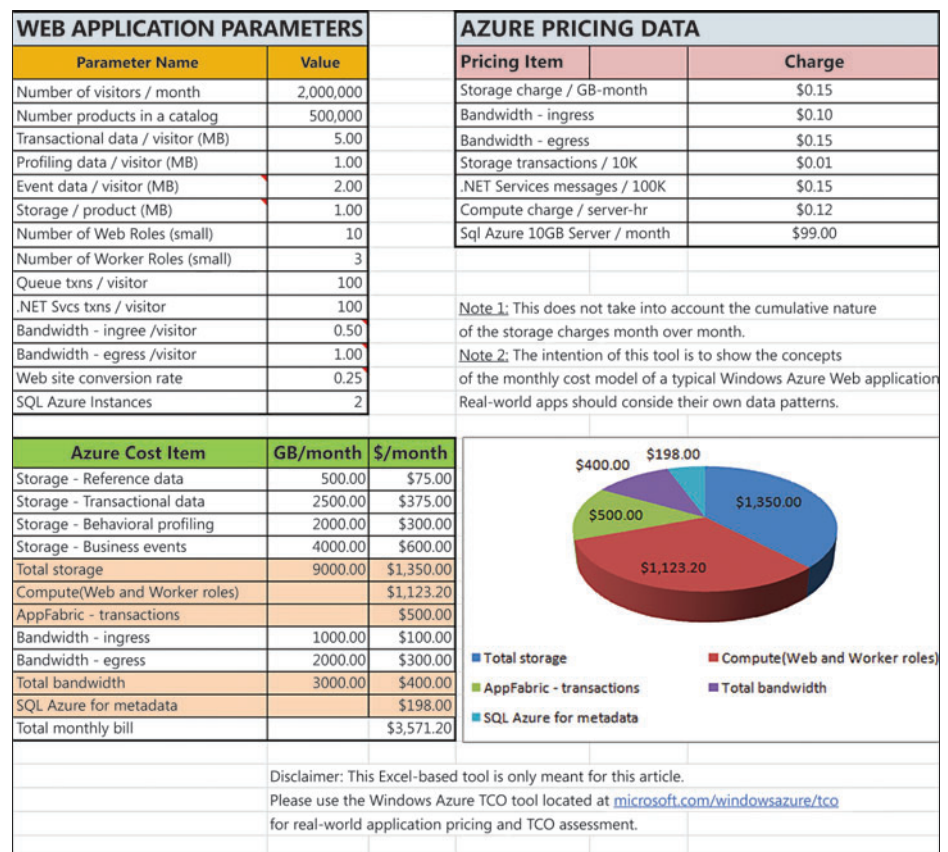 WEB APPLICATION PARAMETERS
Parameter Name Value
Number of visitors / month 2,000,000
Number products in a catalog 500,000
Transactional data / visitor (MB) 5.00
Profiling data / visitor (MB) 1.00
Event data / visitor (MB) 2.00
Storage / product (MB) 1.00
Number of Web Roles (small) 10
Number of Worker Roles (small) 3
Queue txns / visitor 100
.NET Svcs txns / visitor 100
Bandwidth - ingree /visitor 0.50
Bandwidth - egress /visitor 1.00
Web site conversion rate 0.25
SQL Azure Instances 2
AZURE PRICING DATA
Pricing Item Charge
Storage charge / GB-month $0.15
Bandwidth - ingress $0.10
Bandwidth - egress $0.15
Storage transactions / 10K $0.01
.NET Services messages / 100K $0.15
Compute charge / server-hr $0.12
Sql Azure 10GB Server / month $99.00
Note 1: This does not take into account the cumulative nature
of the storage charges month over month.
Note 2: The intention of this tool is to show the concepts
of the monthly cost model of a typical Windows Azure Web application
Real-world apps should conside their own data patterns.
Azure Cost Item GB/month $/month
Storage - Reference data 500.00 $75.00
Storage - Transactional data 2500.00 $375.00
Storage - Behavioral profiling 2000.00 $300.00
Storage - Business events 4000.00 $600.00
Total storage 9000.00 $1,350.00
Compute(Web and Worker roles) $1,123.20
AppFabric - transactions $500.00
Bandwidth - ingress 1000.00 $100.00
Bandwidth - egress 2000.00 $300.00
Total bandwidth 3000.00 $400.00
SQL Azure for metadata $198.00
Total monthly bill $3,571.20
$198.00
$400.00
$1,350.00
$500.00
$1,123.20
Total storage
Compute(Web and Worker roles)
AppFabric - transactions
Total bandwidth
SQL Azure for metadata
Disclaimer: This Excel-based tool is only meant for this article.
Please use the Windows Azure TCO tool located at microsoft.com/windowsazure/tco
for real-world application pricing and TCO assessment.